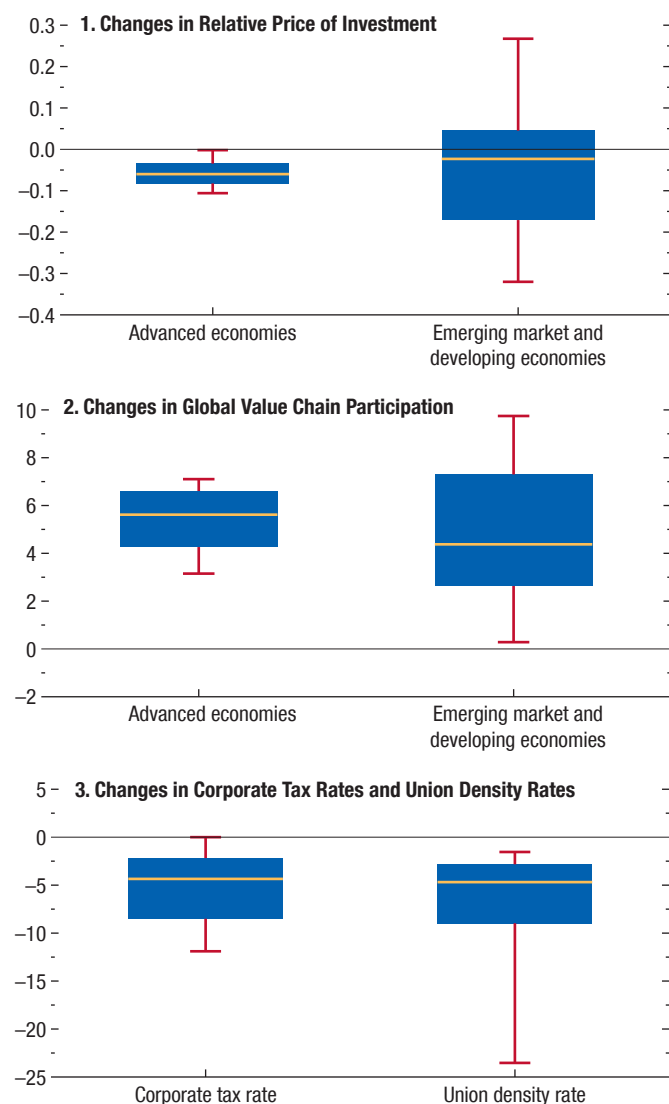 1. Changes in Relative Price of Investment
0.3
0.2
0.1
0.0
–0.1
–0.2
–0.3
–0.4
Advanced economies
Emerging market and
developing economies
2. Changes in Global Value Chain Participation
10
8
6
4
2
0
–2
Advanced economies
Emerging market and
developing economies
3. Changes in Corporate Tax Rates and Union Density Rates
5
0
–5
–10
–15
–20
–25
Corporate tax rate
Union density rate